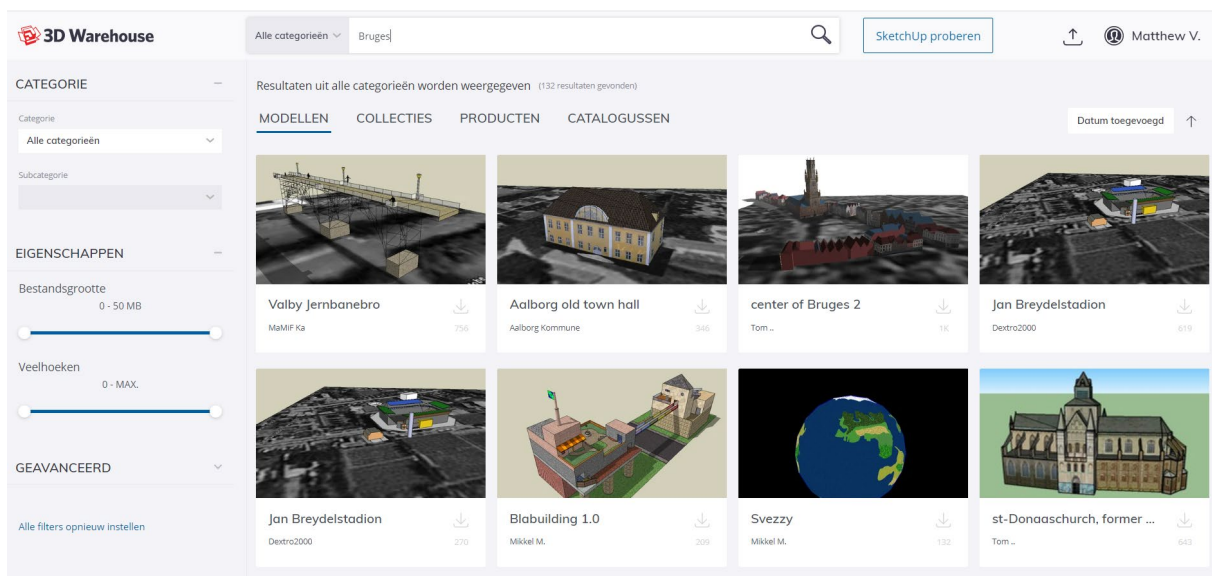 3D Warehouse
Alle categorieën
Bruges
SketchUp proberen
Matthew V.
CATEGORIE
Categorie
Alle categorieën
Subcategorie
EIGENSCHAPPEN
Bestandsgrootte
0 - 50 MB
Veelhoeken
0 - MAX.
GEAVANCEERD
Alle filters opnieuw instellen
Resultaten uit alle categorieën worden weergegeven (132 resultaten gevonden)
MODELLEN COLLECTIES PRODUCTEN CATALOGUSSEN
Datum toegevoegd
Valby Jernbanebro
MaMiF Ka 756
Aalborg old town hall
Aalborg Kommune 346
center of Bruges 2
Tom .. 1K
Jan Breydelstadion
Dextro2000 619
Jan Breydelstadion
Dextro2000 270
Blabuilding 1.0
Mikkel M. 209
Svezzy
Mikkel M. 132
st-Donaaschurch, former ...
Tom .. 643